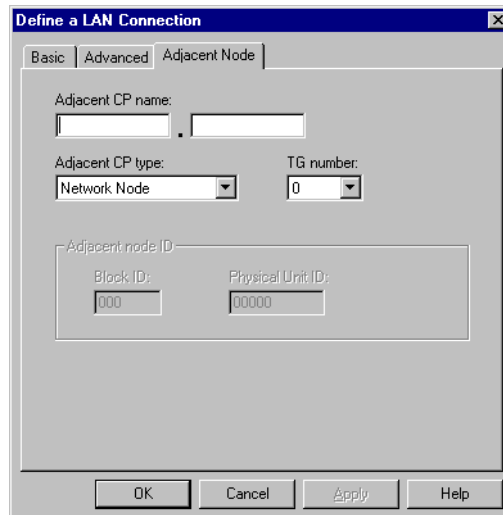 Define a LAN Connection
Basic Advanced Adjacent Node
Adjacent CP name:
.
Adjacent CP type: TG number:
Network Node 0
Adjacent node ID
Block ID: Physical Unit ID:
000 00000
OK Cancel Apply Help